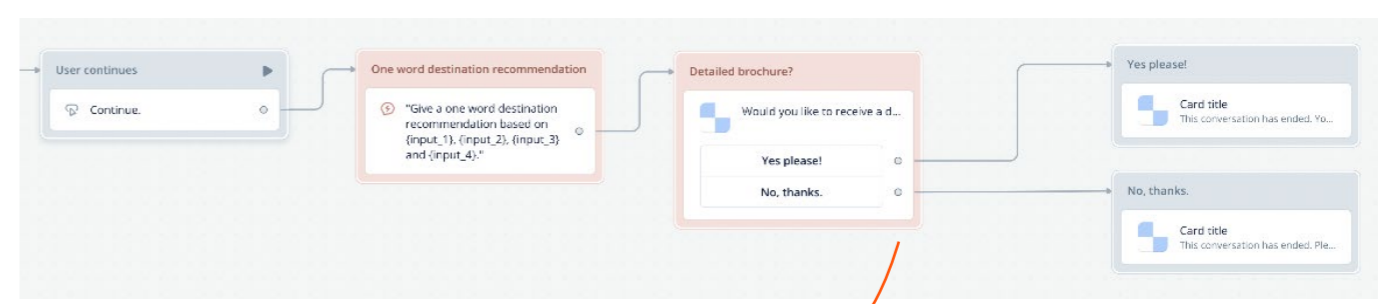 User continues
Continue.
One word destination recommendation
"Give a one word destination
recommendation based on
{input_1}, {input_2}, {input_3}
and {input_4}."
Detailed brochure?
Would you like to receive a d...
Yes please!
No, thanks.
Yes please!
Card title
This conversation has ended. Yo...
No, thanks.
Card title
This conversation has ended. Ple...